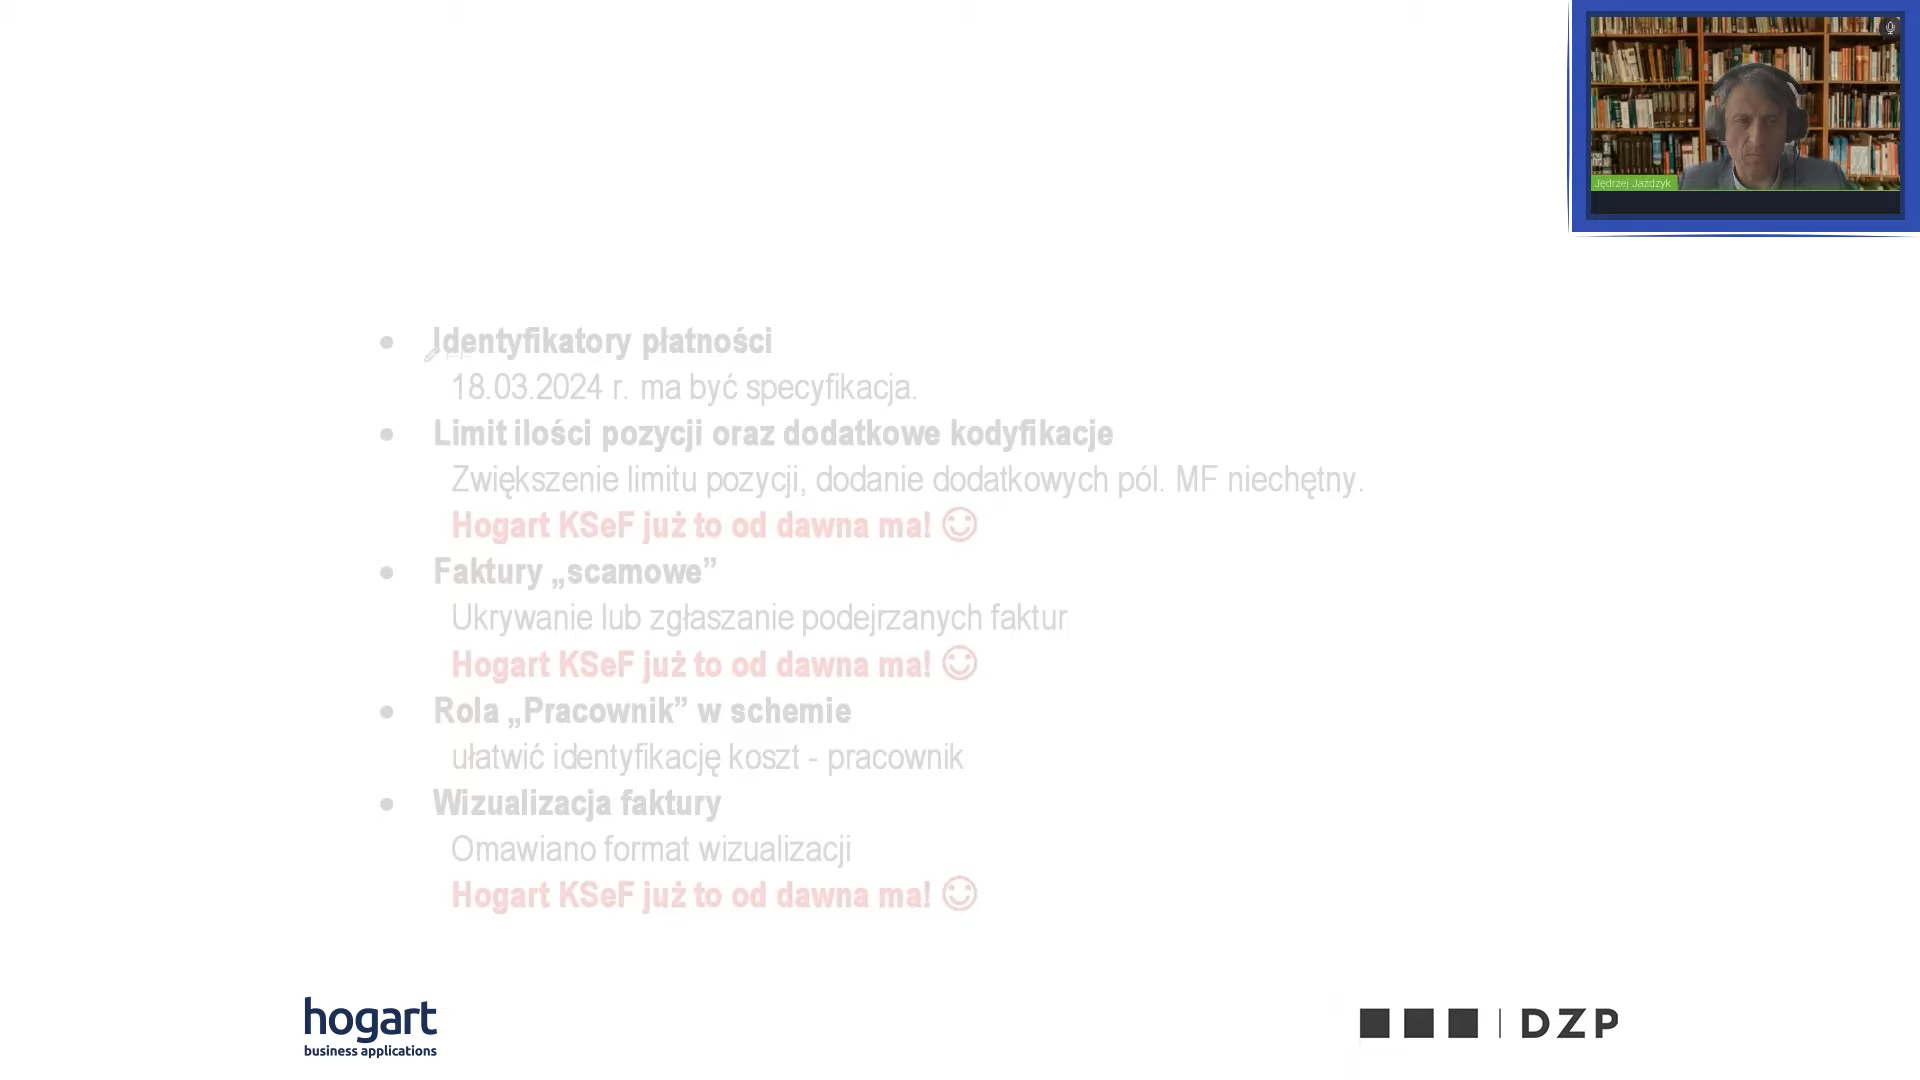 Jędrzej Jażdżyk
• Identyfikatory płatności
18.03.2024 r. ma być specyfikacja.
• Limit ilości pozycji oraz dodatkowe kodyfikacje
Zwiększenie limitu pozycji, dodanie dodatkowych pól. MF niechętny.
Hogart KSeF już to od dawna ma! ☺
• Faktury „scamowe”
Ukrywanie lub zgłaszanie podejrzanych faktur
Hogart KSeF już to od dawna ma! ☺
• Rola „Pracownik” w schemie
ułatwić identyfikację koszt - pracownik
• Wizualizacja faktury
Omawiano format wizualizacji
Hogart KSeF już to od dawna ma! ☺
hogart
business applications
DZP